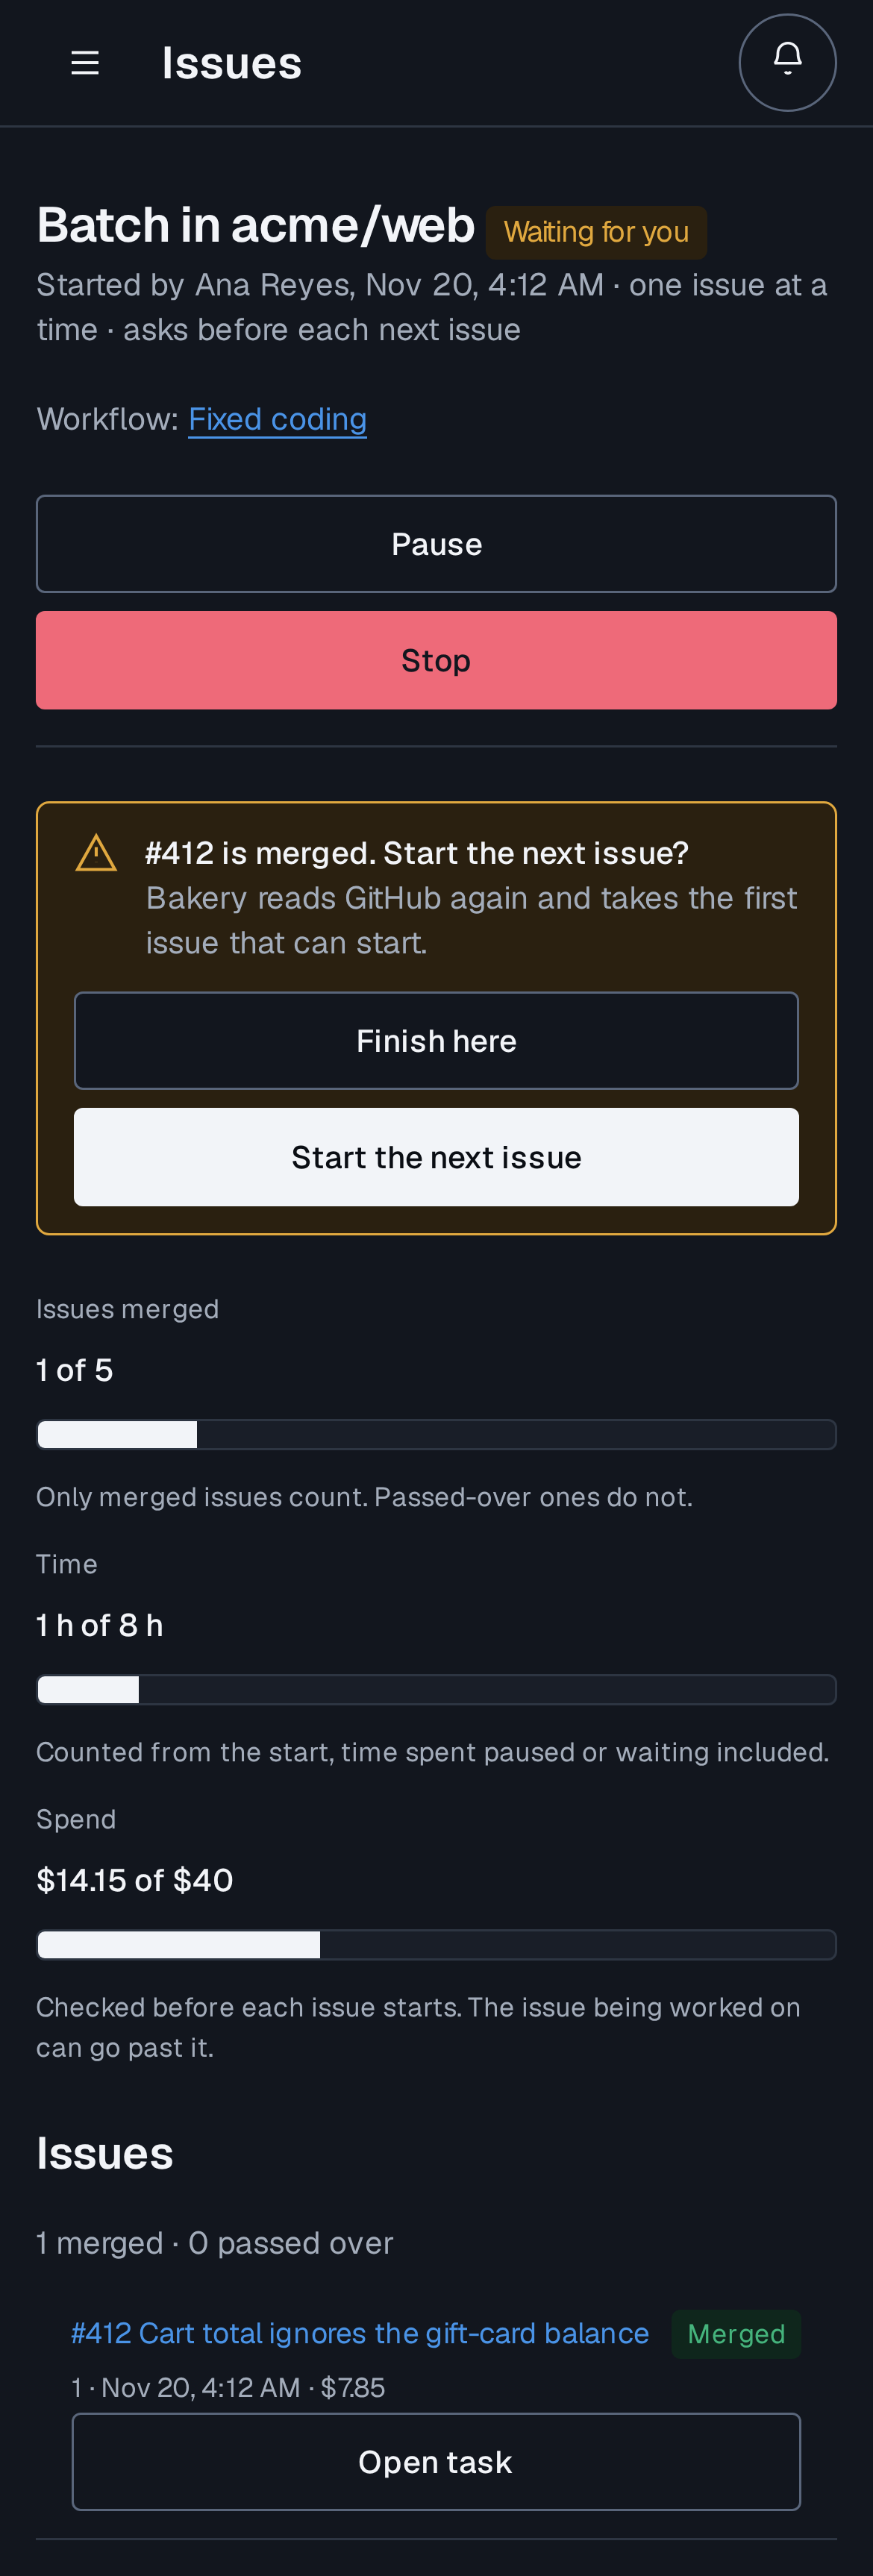 Issues
Batch in acme/web Waiting for you
Started by Ana Reyes, Nov 20, 4:12 AM · one issue at a
time · asks before each next issue
Workflow: Fixed coding
Pause
Stop
#412 is merged. Start the next issue?
Bakery reads GitHub again and takes the first
issue that can start.
Finish here
Start the next issue
Issues merged
1 of 5
Only merged issues count. Passed-over ones do not.
Time
1 h of 8 h
Counted from the start, time spent paused or waiting included.
Spend
$14.15 of $40
Checked before each issue starts. The issue being worked on
can go past it.
Issues
1 merged · 0 passed over
#412 Cart total ignores the gift-card balance Merged
1 · Nov 20, 4:12 AM · $7.85
Open task